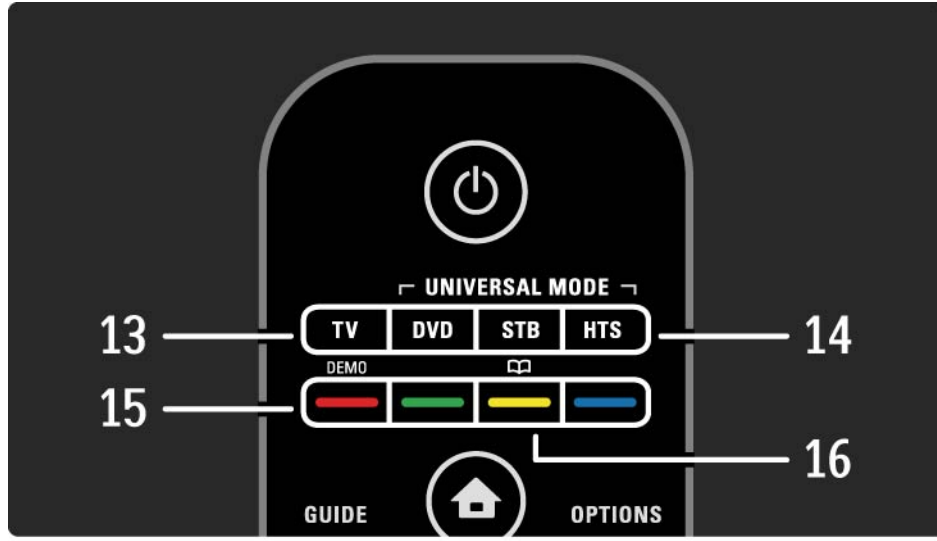 UNIVERSAL MODE
13 TV DVD STB HTS 14
DEMO
15
16
GUIDE OPTIONS